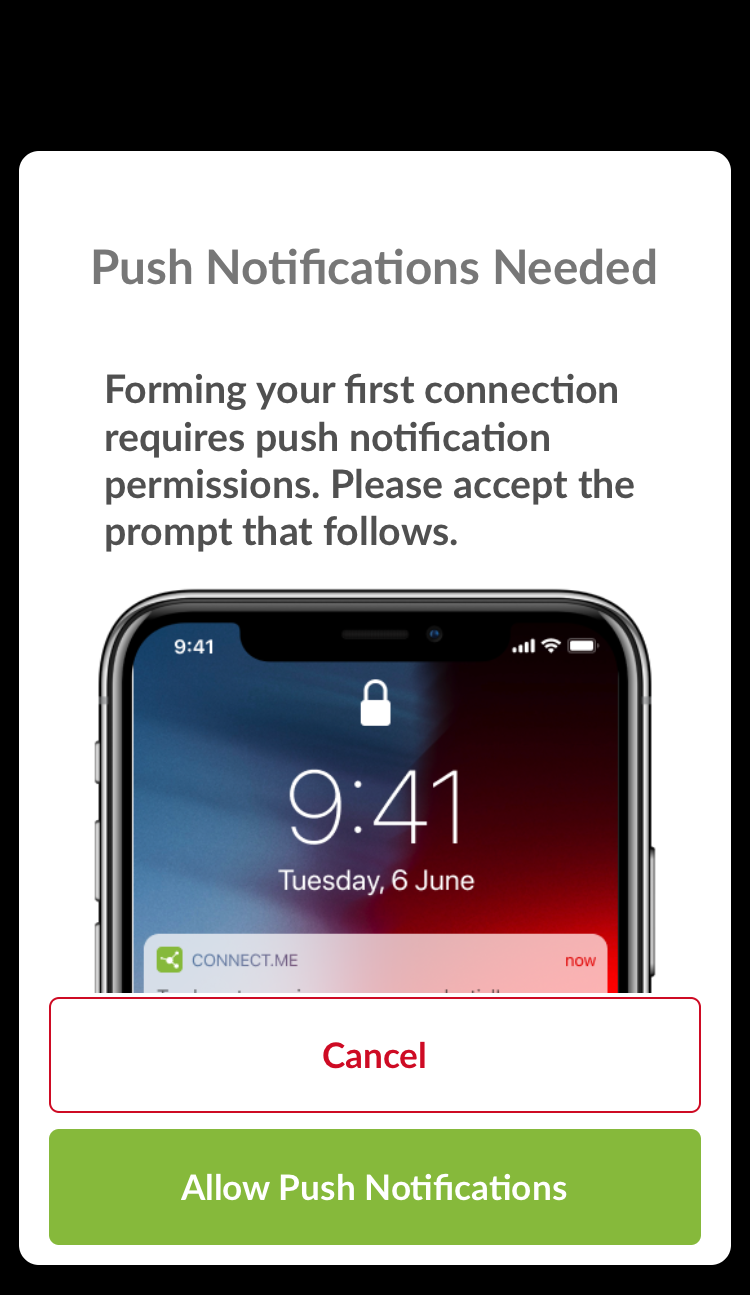 Push Notifications Needed
Forming your first connection
requires push notification
permissions. Please accept the
prompt that follows.
9:41
9:41
Tuesday, 6 June
CONNECT.ME now
Cancel
Allow Push Notifications